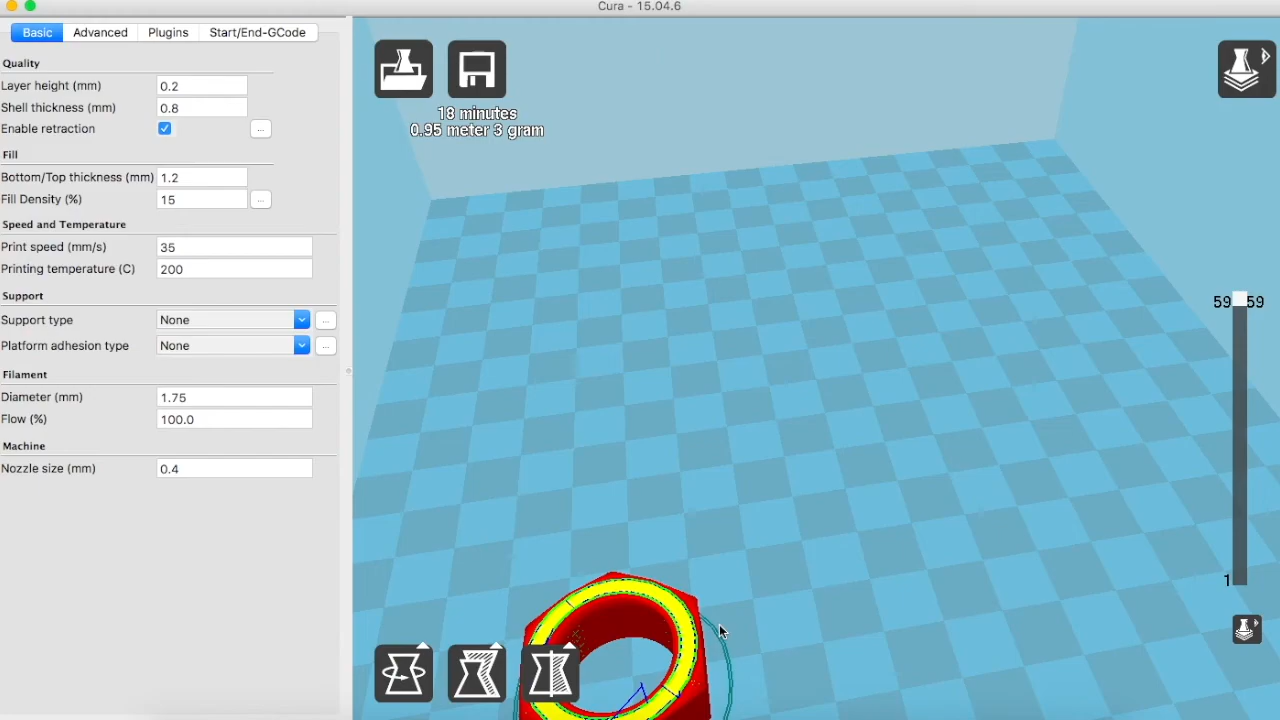 Cura - 15.04.6
Basic Advanced Plugins Start/End-GCode
Quality
Layer height (mm) 0.2
Shell thickness (mm) 0.8
Enable retraction ...
Fill
Bottom/Top thickness (mm) 1.2
Fill Density (%) 15 ...
Speed and Temperature
Print speed (mm/s) 35
Printing temperature (C) 200
Support
Support type None ...
Platform adhesion type None ...
Filament
Diameter (mm) 1.75
Flow (%) 100.0
Machine
Nozzle size (mm) 0.4
18 minutes
0.95 meter 3 gram
59 59
1